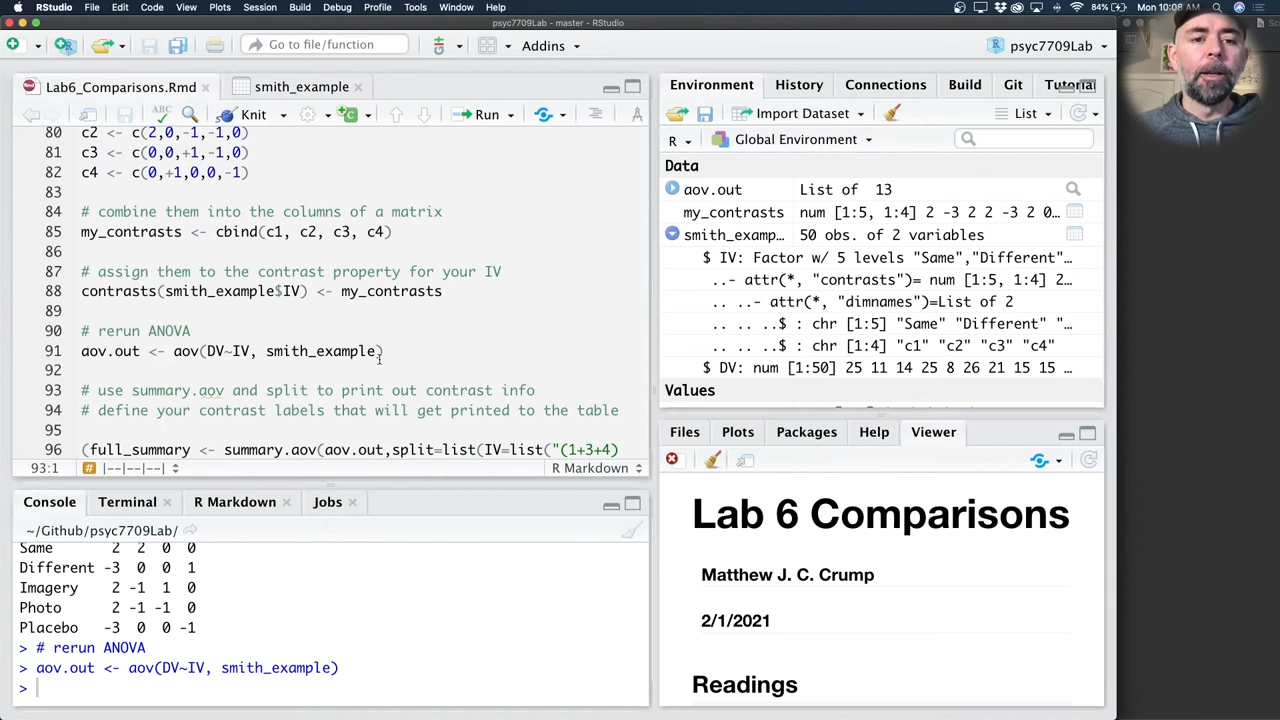 RStudio File Edit Code View Plots Session Build Debug Profile Tools Window Help 84% Mon 10:08 AM
psyc7709Lab - master - RStudio
Go to file/function Addins psyc7709Lab
Lab6_Comparisons.Rmd smith_example
Knit Run
80 c2 <- c(2,0,-1,-1,0)
81 c3 <- c(0,0,+1,-1,0)
82 c4 <- c(0,+1,0,0,-1)
83
84 # combine them into the columns of a matrix
85 my_contrasts <- cbind(c1, c2, c3, c4)
86
87 # assign them to the contrast property for your IV
88 contrasts(smith_example$IV) <- my_contrasts
89
90 # rerun ANOVA
91 aov.out <- aov(DV~IV, smith_example)
92
93 # use summary.aov and split to print out contrast info
94 # define your contrast labels that will get printed to the table
95
96 (full_summary <- summary.aov(aov.out,split=list(IV=list("(1+3+4)
93:1 R Markdown
Console Terminal R Markdown Jobs
~/Github/psyc7709Lab/
Same 2 2 0 0
Different -3 0 0 1
Imagery 2 -1 1 0
Photo 2 -1 -1 0
Placebo -3 0 0 -1
> # rerun ANOVA
> aov.out <- aov(DV~IV, smith_example)
>
Environment History Connections Build Git Tutorial
Import Dataset List
R Global Environment
Data
aov.out List of 13
my_contrasts num [1:5, 1:4] 2 -3 2 2 -3 2 0…
smith_examp… 50 obs. of 2 variables
$ IV: Factor w/ 5 levels "Same","Different"…
..- attr(*, "contrasts")= num [1:5, 1:4] 2…
.. ..- attr(*, "dimnames")=List of 2
.. .. ..$ : chr [1:5] "Same" "Different" "…
.. .. ..$ : chr [1:4] "c1" "c2" "c3" "c4"
$ DV: num [1:50] 25 11 14 25 8 26 21 15 15 …
Values
Files Plots Packages Help Viewer
Lab 6 Comparisons
Matthew J. C. Crump
2/1/2021
Readings